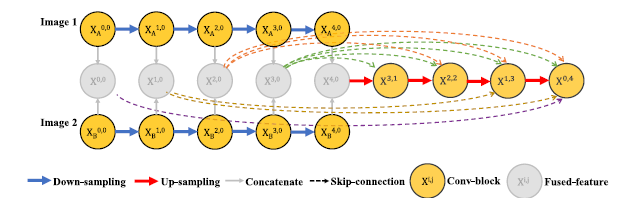 Image 1
X_A^{0,0} X_A^{1,0} X_A^{2,0} X_A^{3,0} X_A^{4,0}
X^{0,0} X^{1,0} X^{2,0} X^{3,0} X^{4,0} X^{3,1} X^{2,2} X^{1,3} X^{0,4}
Image 2
X_B^{0,0} X_B^{1,0} X_B^{2,0} X_B^{3,0} X_B^{4,0}
Down-sampling Up-sampling Concatenate Skip-connection X^{i,j} Conv-block X^{i,j} Fused-feature